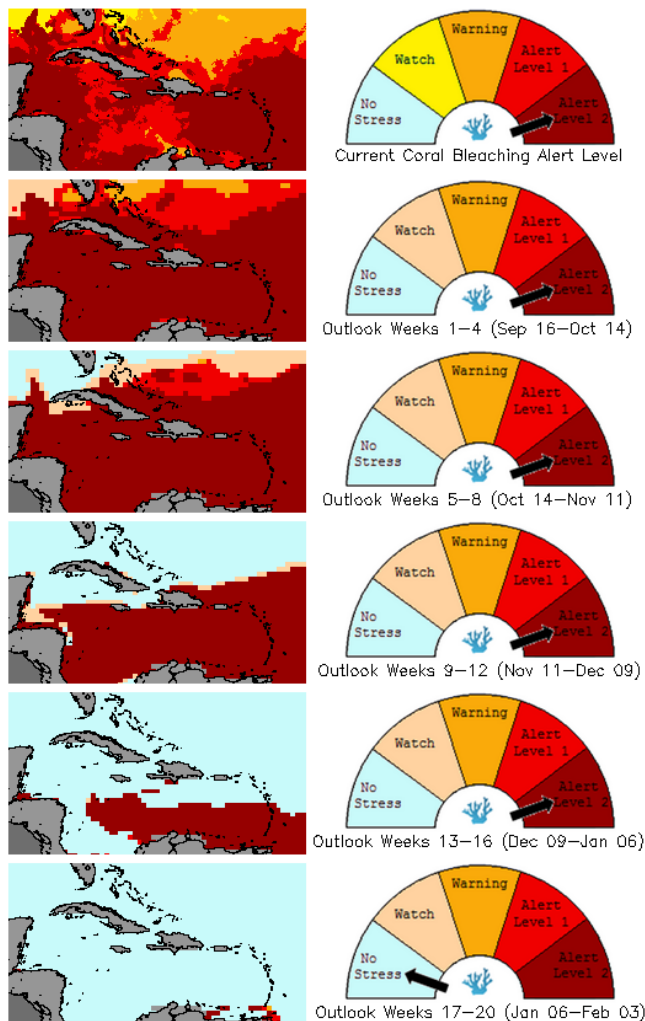 Warning
Watch
Alert
Level 1
No
Stress
Alert
Level 2
Current Coral Bleaching Alert Level
Warning
Watch
Alert
Level 1
No
Stress
Alert
Level 2
Outlook Weeks 1-4 (Sep 16-Oct 14)
Warning
Watch
Alert
Level 1
No
Stress
Alert
Level 2
Outlook Weeks 5-8 (Oct 14-Nov 11)
Warning
Watch
Alert
Level 1
No
Stress
Alert
Level 2
Outlook Weeks 9-12 (Nov 11-Dec 09)
Warning
Watch
Alert
Level 1
No
Stress
Alert
Level 2
Outlook Weeks 13-16 (Dec 09-Jan 06)
Warning
Watch
Alert
Level 1
No
Stress
Alert
Level 2
Outlook Weeks 17-20 (Jan 06-Feb 03)